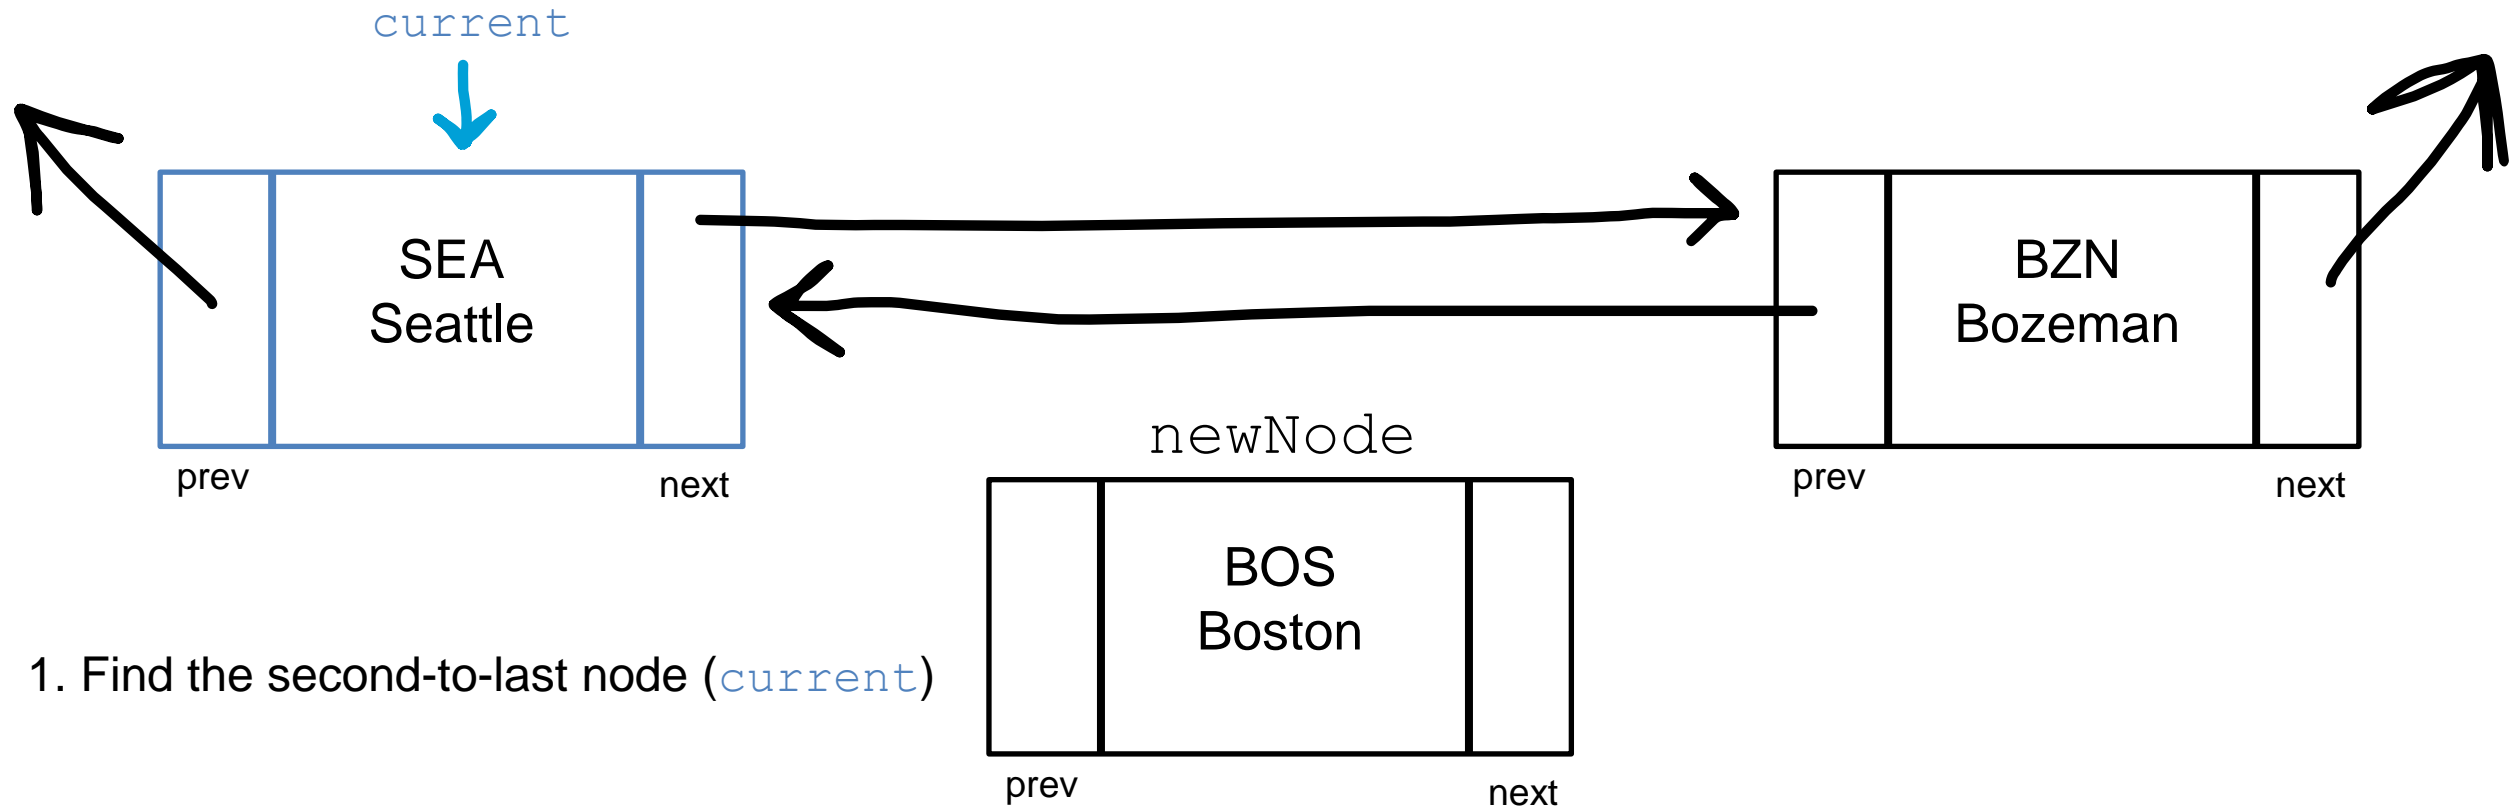 current
SEA
Seattle
prev
next
BZN
Bozeman
prev
next
newNode
BOS
Boston
prev
next
1. Find the second-to-last node (current)